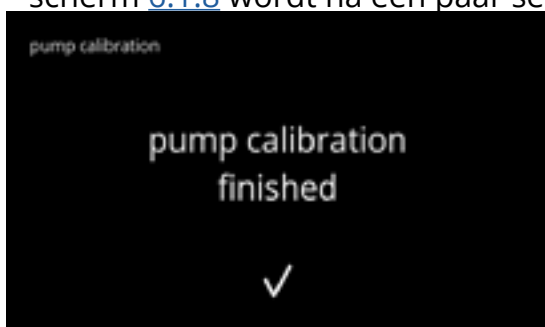 scherm 6.1.8 wordt na een paar se
pump calibration
pump calibration
finished